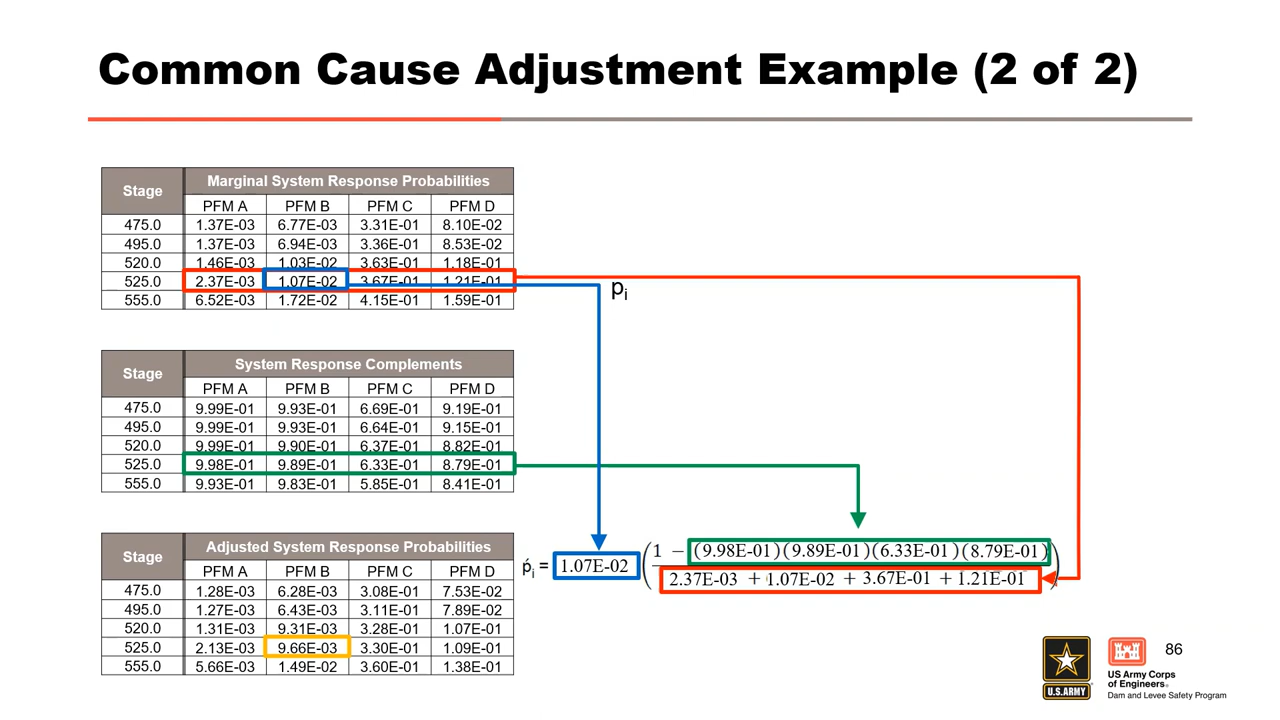 Common Cause Adjustment Example (2 of 2)
Stage Marginal System Response Probabilities
PFM A PFM B PFM C PFM D
475.0 1.37E-03 6.77E-03 3.31E-01 8.10E-02
495.0 1.37E-03 6.94E-03 3.36E-01 8.53E-02
520.0 1.46E-03 1.03E-02 3.63E-01 1.18E-01
525.0 2.37E-03 1.07E-02 3.67E-01 1.21E-01
555.0 6.52E-03 1.72E-02 4.15E-01 1.59E-01
pi
Stage System Response Complements
PFM A PFM B PFM C PFM D
475.0 9.99E-01 9.93E-01 6.69E-01 9.19E-01
495.0 9.99E-01 9.93E-01 6.64E-01 9.15E-01
520.0 9.99E-01 9.90E-01 6.37E-01 8.82E-01
525.0 9.98E-01 9.89E-01 6.33E-01 8.79E-01
555.0 9.93E-01 9.83E-01 5.85E-01 8.41E-01
Stage Adjusted System Response Probabilities
PFM A PFM B PFM C PFM D
475.0 1.28E-03 6.28E-03 3.08E-01 7.53E-02
495.0 1.27E-03 6.43E-03 3.11E-01 7.89E-02
520.0 1.31E-03 9.31E-03 3.28E-01 1.07E-01
525.0 2.13E-03 9.66E-03 3.30E-01 1.09E-01
555.0 5.66E-03 1.49E-02 3.60E-01 1.38E-01
ṕi = 1.07E-02 (1 − (9.98E-01)(9.89E-01)(6.33E-01)(8.79E-01)
2.37E-03 + 1.07E-02 + 3.67E-01 + 1.21E-01)
86
U.S.ARMY
US Army Corps
of Engineers®
Dam and Levee Safety Program